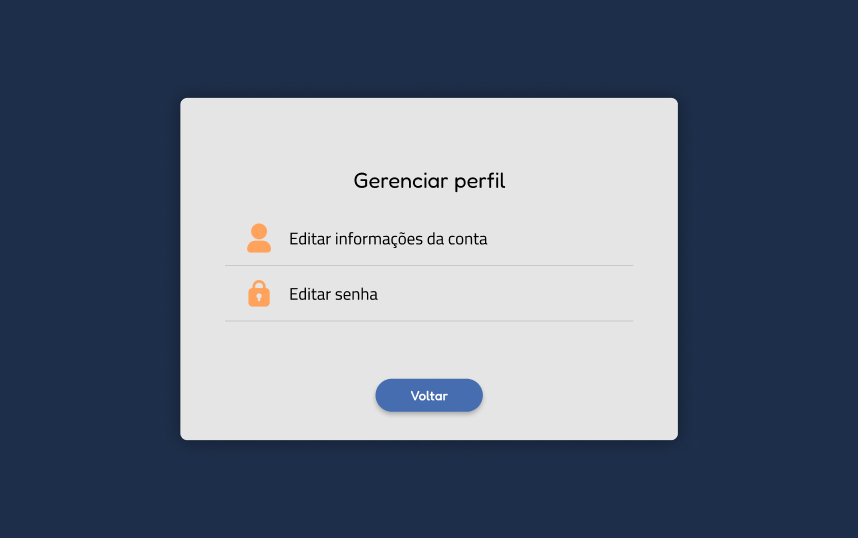 Gerenciar perfil
Editar informações da conta
Editar senha
Voltar